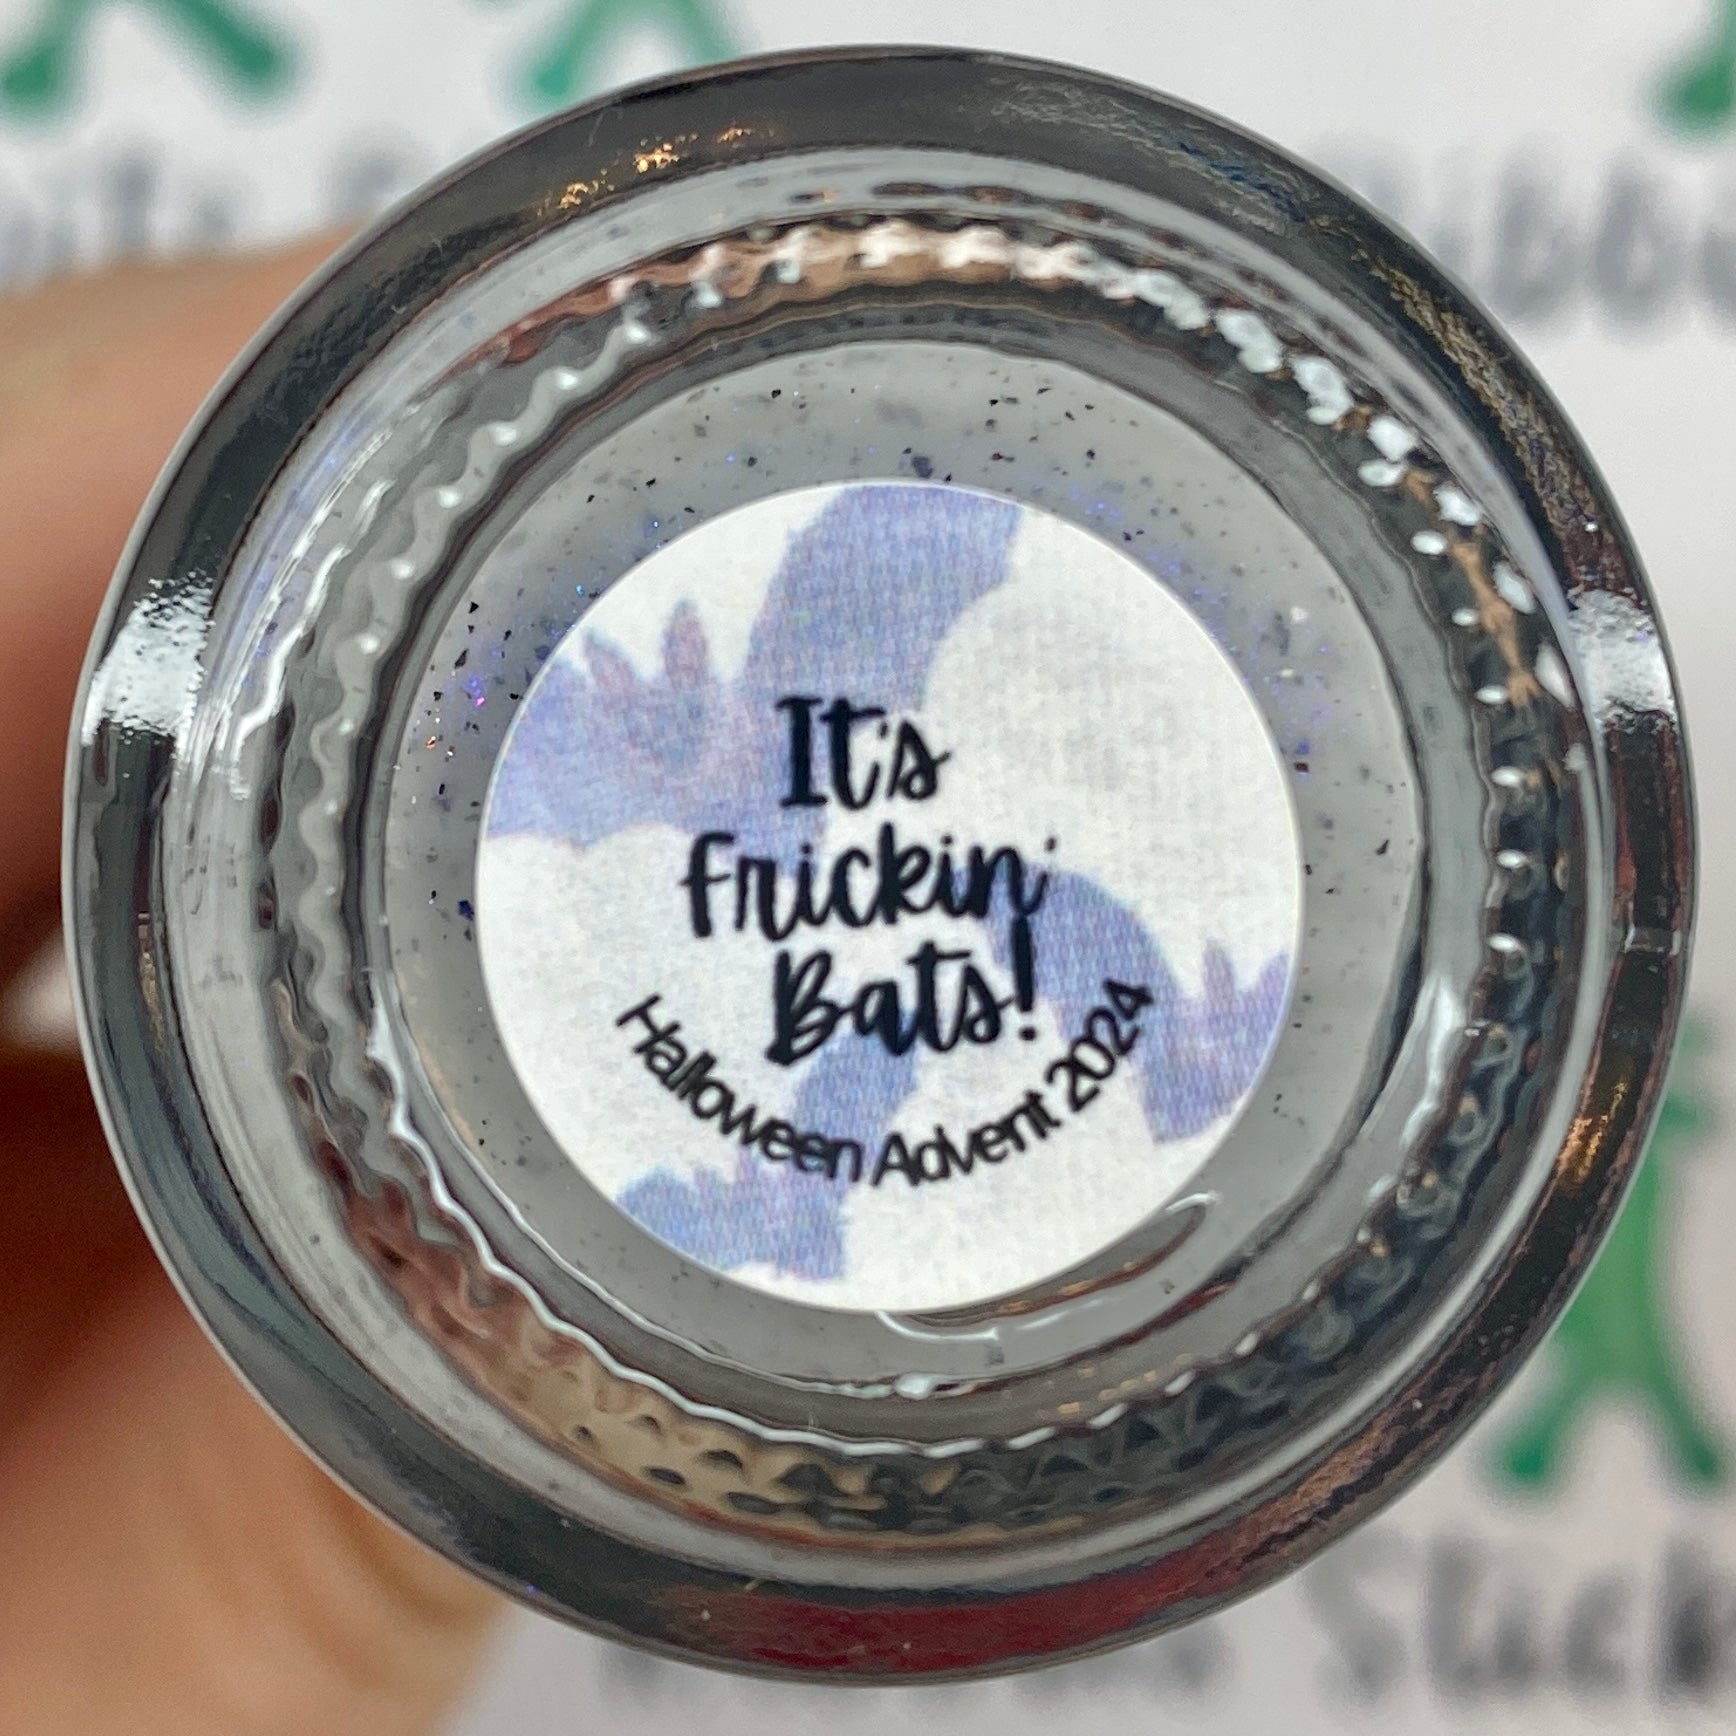 It's
Frickin'
Bats!
Halloween Advent 2024